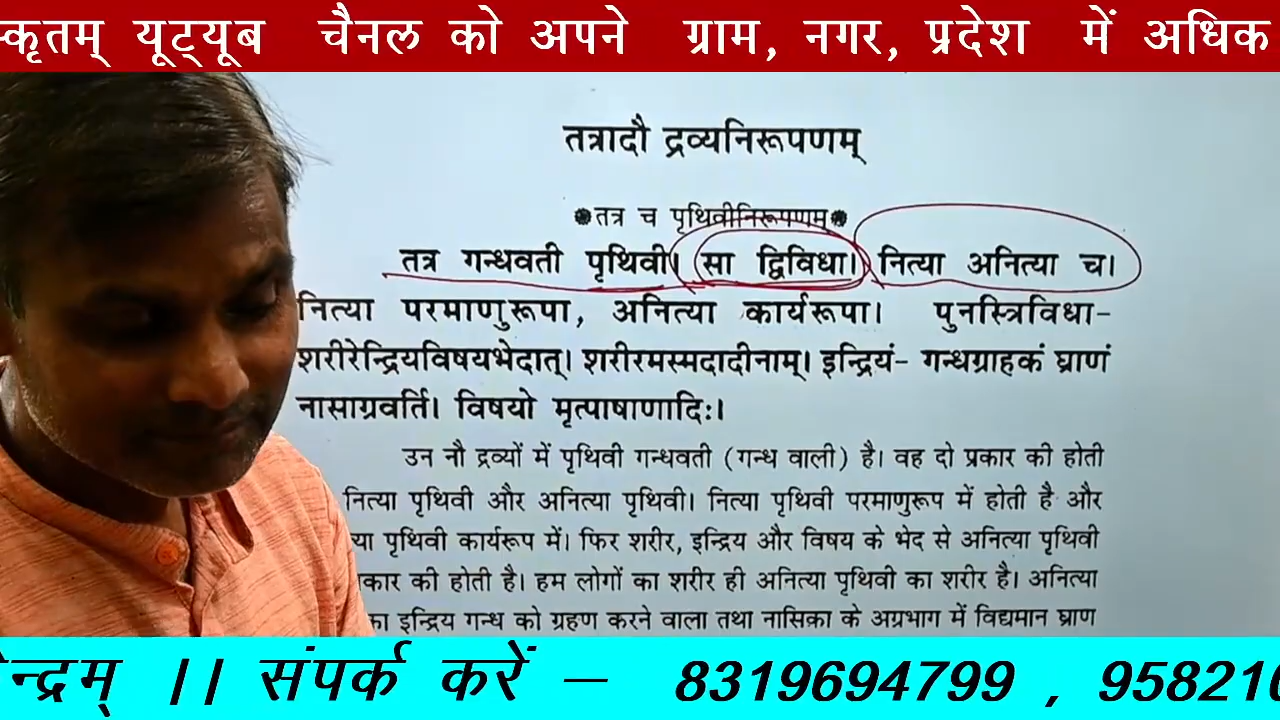 स्कृतम् यूट्यूब चैनल को अपने ग्राम, नगर, प्रदेश में अधिक
तत्रादौ द्रव्यनिरूपणम्
तत्र च पृथिवीनिरूपणम्
तत्र गन्धवती पृथिवी। सा द्विविधा। नित्या अनित्या च।
नित्या परमाणुरूपा, अनित्या कार्यरूपा। पुनस्त्रिविधा-
शरीरेन्द्रियविषयभेदात्। शरीरमस्मदादीनाम्। इन्द्रियं- गन्धग्राहकं घ्राणं
नासाग्रवर्ति। विषयो मृत्पाषाणादिः।
उन नौ द्रव्यों में पृथिवी गन्धवती (गन्ध वाली) है। वह दो प्रकार की होती
नित्या पृथिवी और अनित्या पृथिवी। नित्या पृथिवी परमाणुरूप में होती है और
त्या पृथिवी कार्यरूप में। फिर शरीर, इन्द्रिय और विषय के भेद से अनित्या पृथिवी
कार की होती है। हम लोगों का शरीर ही अनित्या पृथिवी का शरीर है। अनित्या
का इन्द्रिय गन्ध को ग्रहण करने वाला तथा नासिका के अग्रभाग में विद्यमान घ्राण
न्द्रम् || संपर्क करें – 8319694799 , 958216